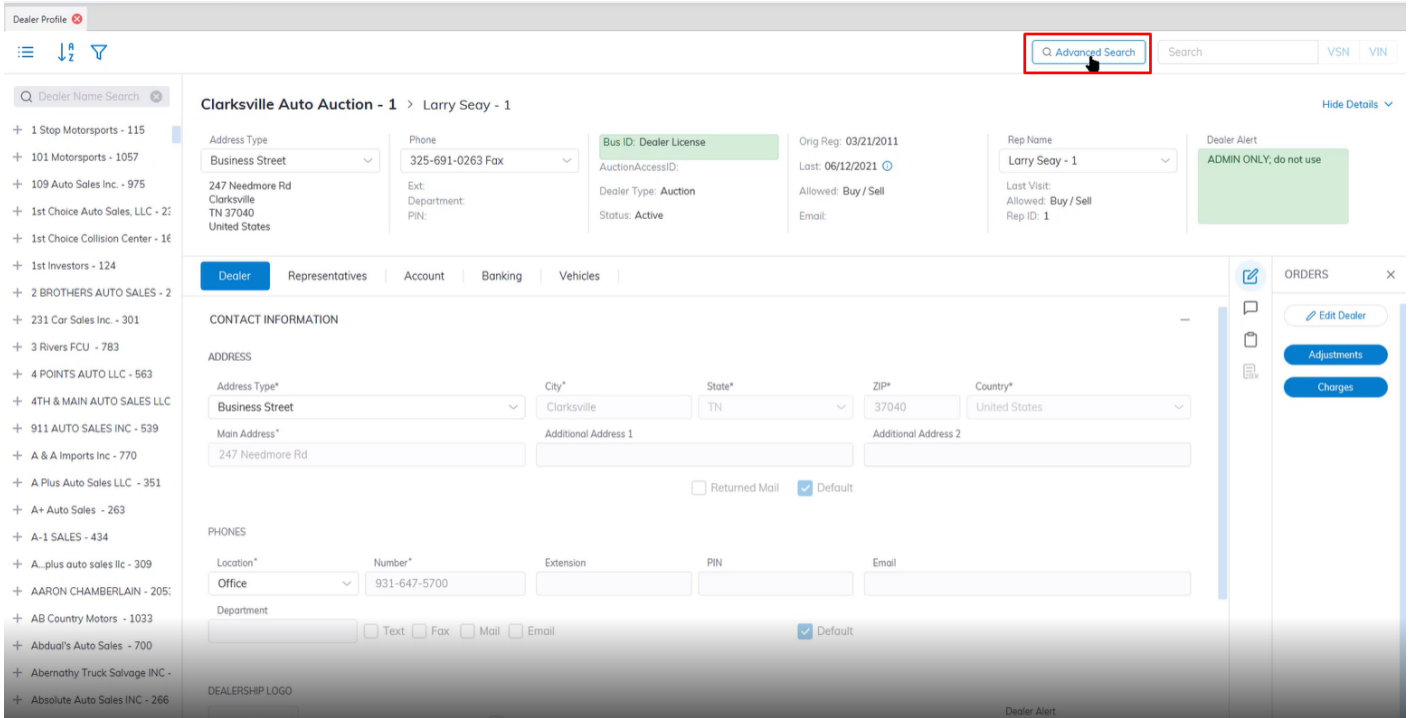 Dealer Profile
Advanced Search
Search
VSN
VIN
Dealer Name Search
1 Stop Motorsports - 115
101 Motorsports - 1057
109 Auto Sales Inc. - 975
1st Choice Auto Sales, LLC - 23
1st Choice Collision Center - 16
1st Investors - 124
2 BROTHERS AUTO SALES - 2
231 Car Sales Inc. - 301
3 Rivers FCU - 783
4 POINTS AUTO LLC - 563
4TH & MAIN AUTO SALES LLC
911 AUTO SALES INC - 539
A & A Imports Inc - 770
A Plus Auto Sales LLC - 351
A+ Auto Sales - 263
A-1 SALES - 434
A...plus auto sales llc - 309
AARON CHAMBERLAIN - 205
AB Country Motors - 1033
Abdual's Auto Sales - 700
Abernathy Truck Salvage INC -
Absolute Auto Sales INC - 266
Clarksville Auto Auction - 1 > Larry Seay - 1
Hide Details
Address Type
Business Street
247 Needmore Rd
Clarksville
TN 37040
United States
Phone
325-691-0263 Fax
Ext:
Department:
PIN:
Bus ID: Dealer License
AuctionAccessID:
Dealer Type: Auction
Status: Active
Orig Reg: 03/21/2011
Last: 06/12/2021
Allowed: Buy / Sell
Email:
Rep Name
Larry Seay - 1
Last Visit:
Allowed: Buy / Sell
Rep ID: 1
Dealer Alert
ADMIN ONLY; do not use
Dealer
Representatives
Account
Banking
Vehicles
CONTACT INFORMATION
ADDRESS
Address Type* City* State* ZIP* Country*
Business Street Clarksville TN 37040 United States
Main Address* Additional Address 1 Additional Address 2
247 Needmore Rd
Returned Mail Default
PHONES
Location* Number* Extension PIN Email
Office 931-647-5700
Department
Text Fax Mail Email Default
DEALERSHIP LOGO
Dealer Alert
ORDERS
Edit Dealer
Adjustments
Charges